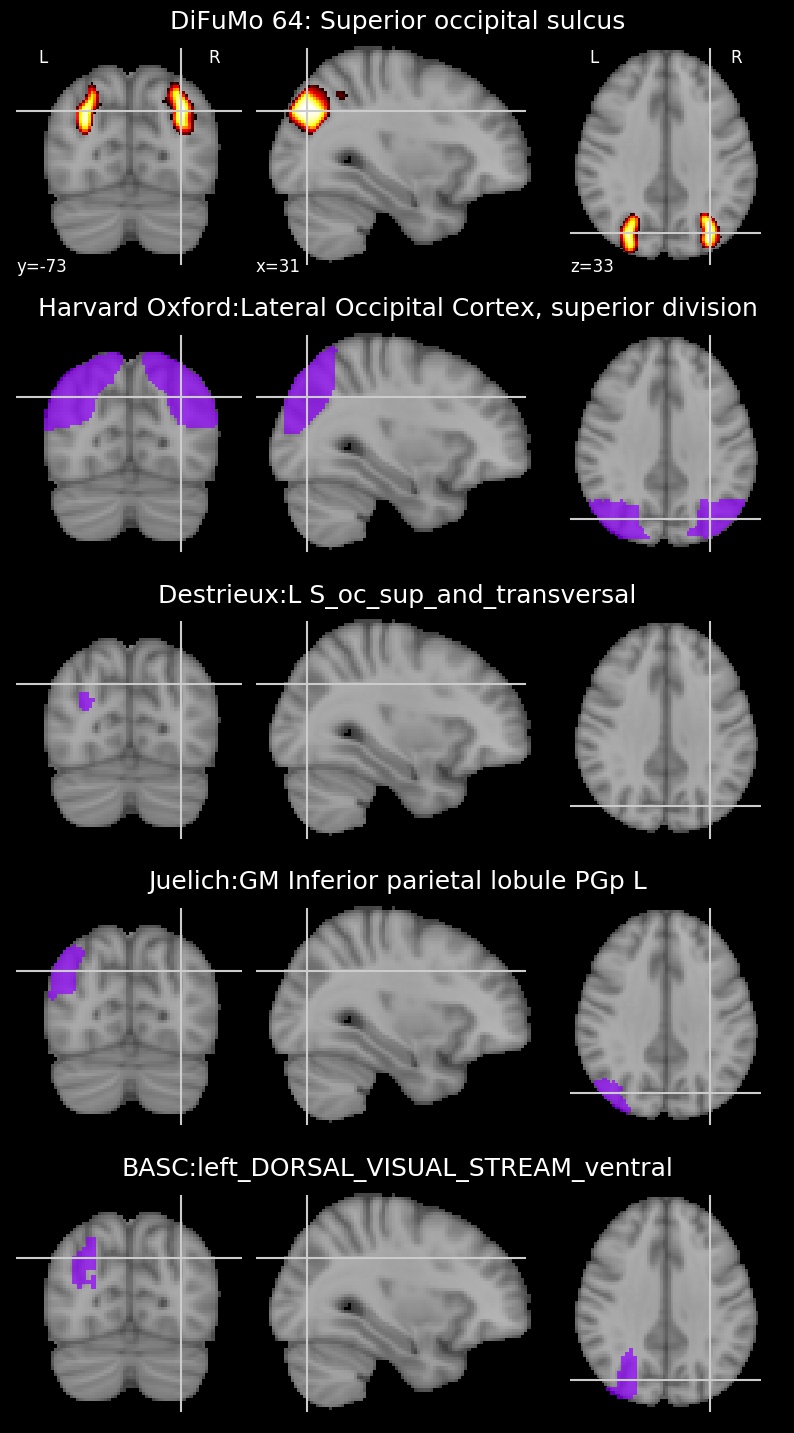 DiFuMo 64: Superior occipital sulcus
L R L R
y=-73 x=31 z=33
Harvard Oxford:Lateral Occipital Cortex, superior division
Destrieux:L S_oc_sup_and_transversal
Juelich:GM Inferior parietal lobule PGp L
BASC:left_DORSAL_VISUAL_STREAM_ventral